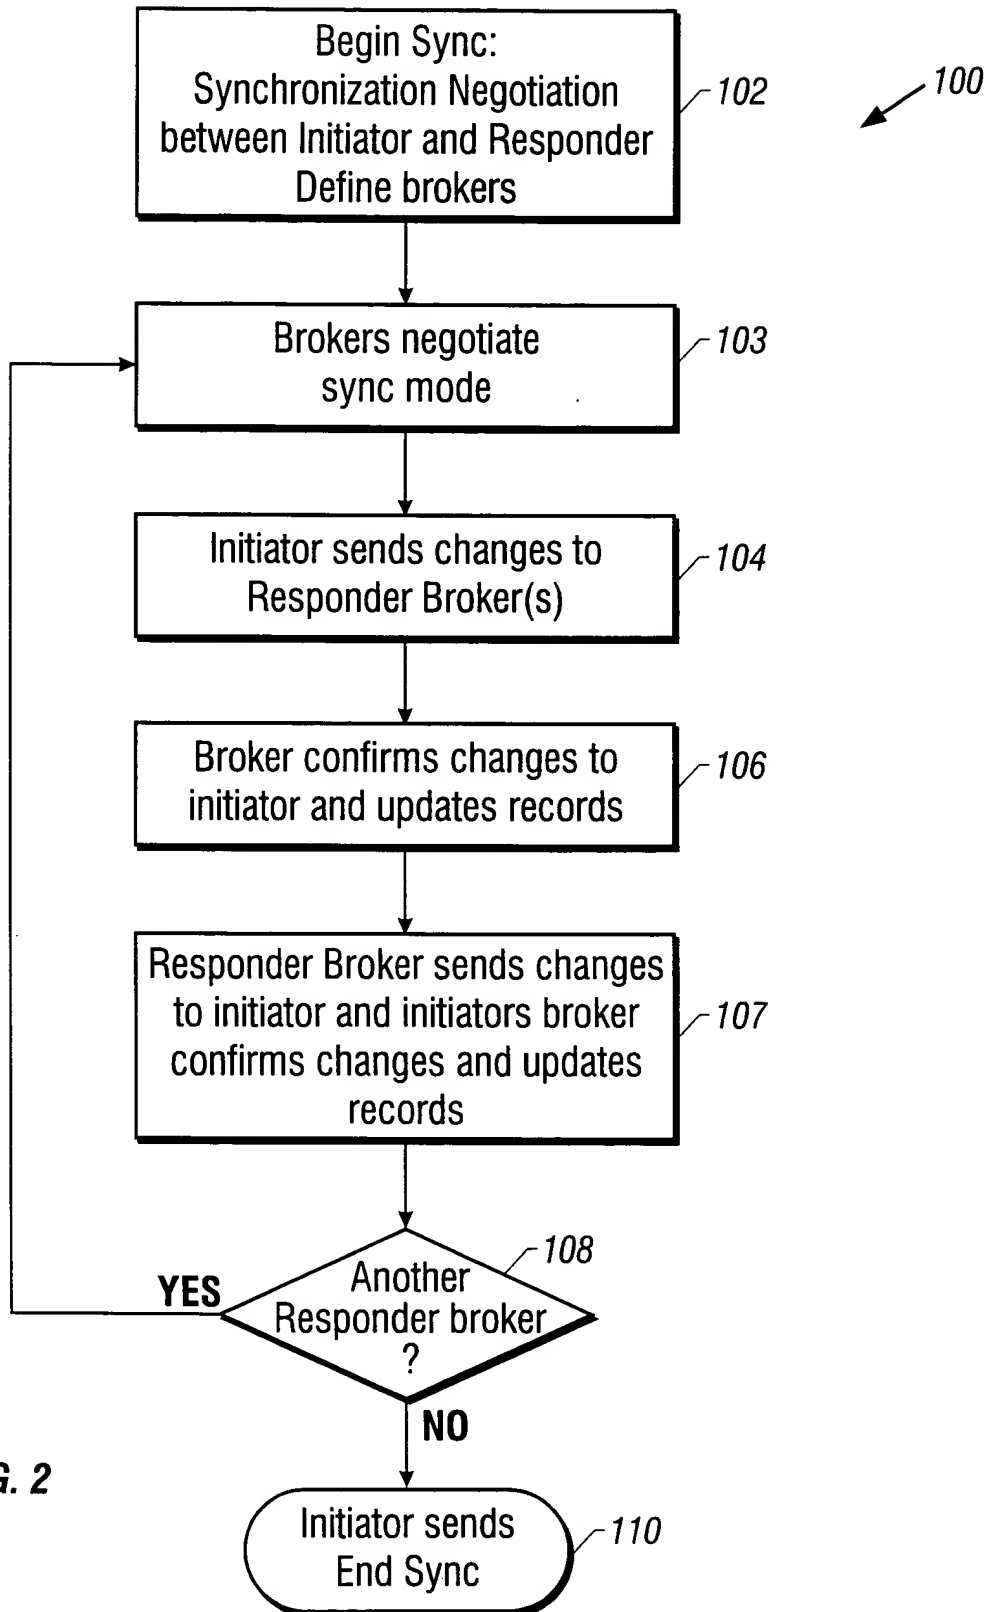 Begin Sync:
Synchronization Negotiation
between Initiator and Responder
Define brokers
102
100
Brokers negotiate
sync mode
103
Initiator sends changes to
Responder Broker(s)
104
Broker confirms changes to
initiator and updates records
106
Responder Broker sends changes
to initiator and initiators broker
confirms changes and updates
records
107
108
Another
Responder broker
?
YES
NO
G. 2
Initiator sends
End Sync
110